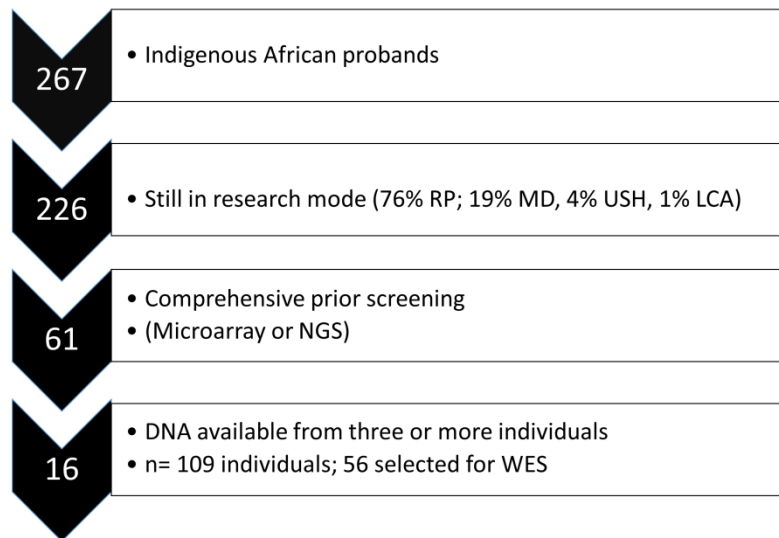 267
• Indigenous African probands
226
• Still in research mode (76% RP; 19% MD, 4% USH, 1% LCA)
61
• Comprehensive prior screening
• (Microarray or NGS)
16
• DNA available from three or more individuals
• n= 109 individuals; 56 selected for WES